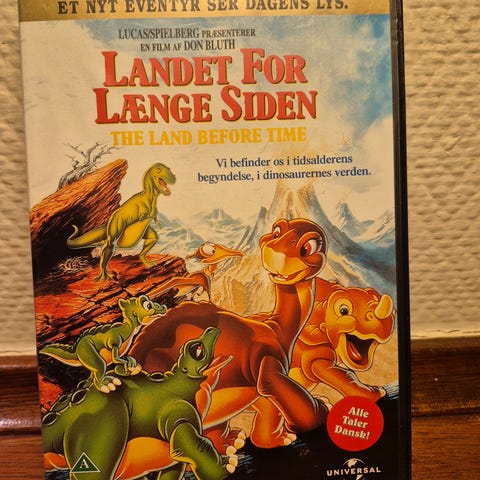 ET NYT EVENTYR SER DAGENS LYS.
LUCAS/SPIELBERG PRÆSENTERER
EN FILM AF DON BLUTH
LANDET FOR
LÆNGE SIDEN
THE LAND BEFORE TIME
Vi befinder os i tidsalderens
begyndelse, i dinosaurernes verden.
Alle
Taler
Dansk!
A
UNIVERSAL